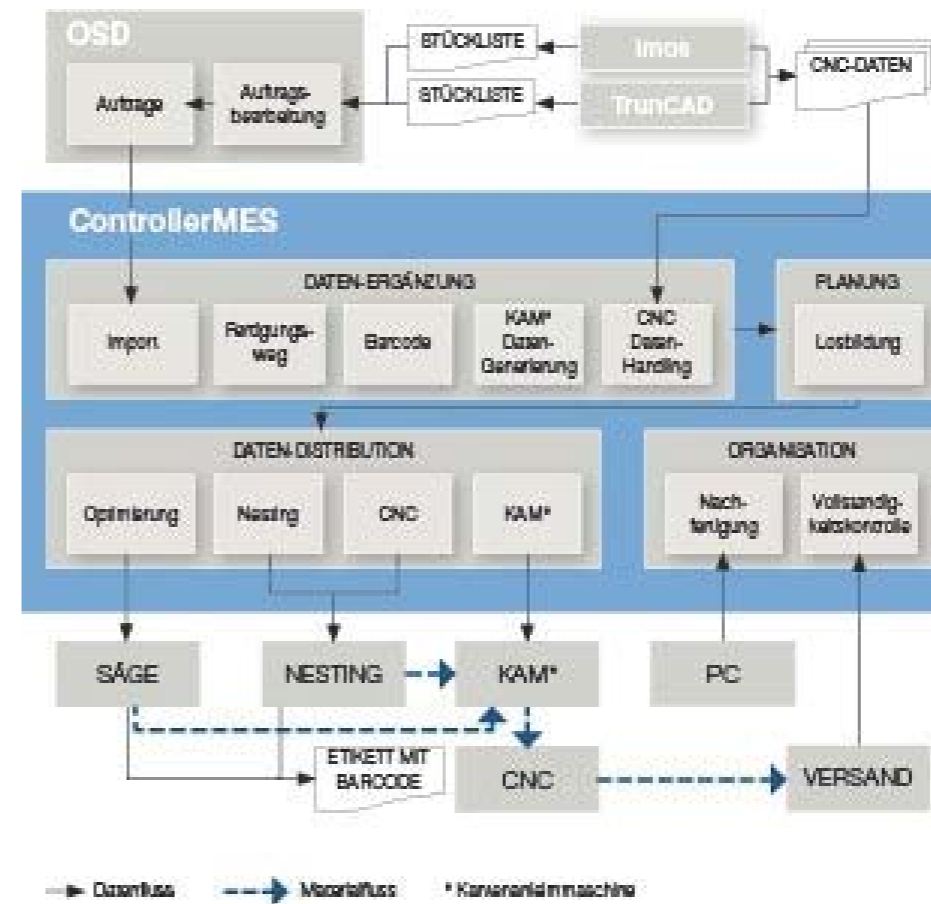 OSD
Aufträge
Auftrags-
bearbeitung
STÜCKLISTE
STÜCKLISTE
Imos
TrunCAD
CNC-DATEN
ControllerMES
DATEN-ERGÄNZUNG
Import
Fertigungs-
weg
Barcode
KAM*
Daten-
Generierung
CNC
Daten-
Handling
PLANUNG
Losbildung
DATEN-DISTRIBUTION
Optimierung
Nesting
CNC
KAM*
ORGANISATION
Nach-
fertigung
Vollständig-
keitskontrolle
SÄGE
NESTING
KAM*
PC
ETIKETT MIT
BARCODE
CNC
VERSAND
Datenfluss
Materialfluss
* Kantenanleimmaschine